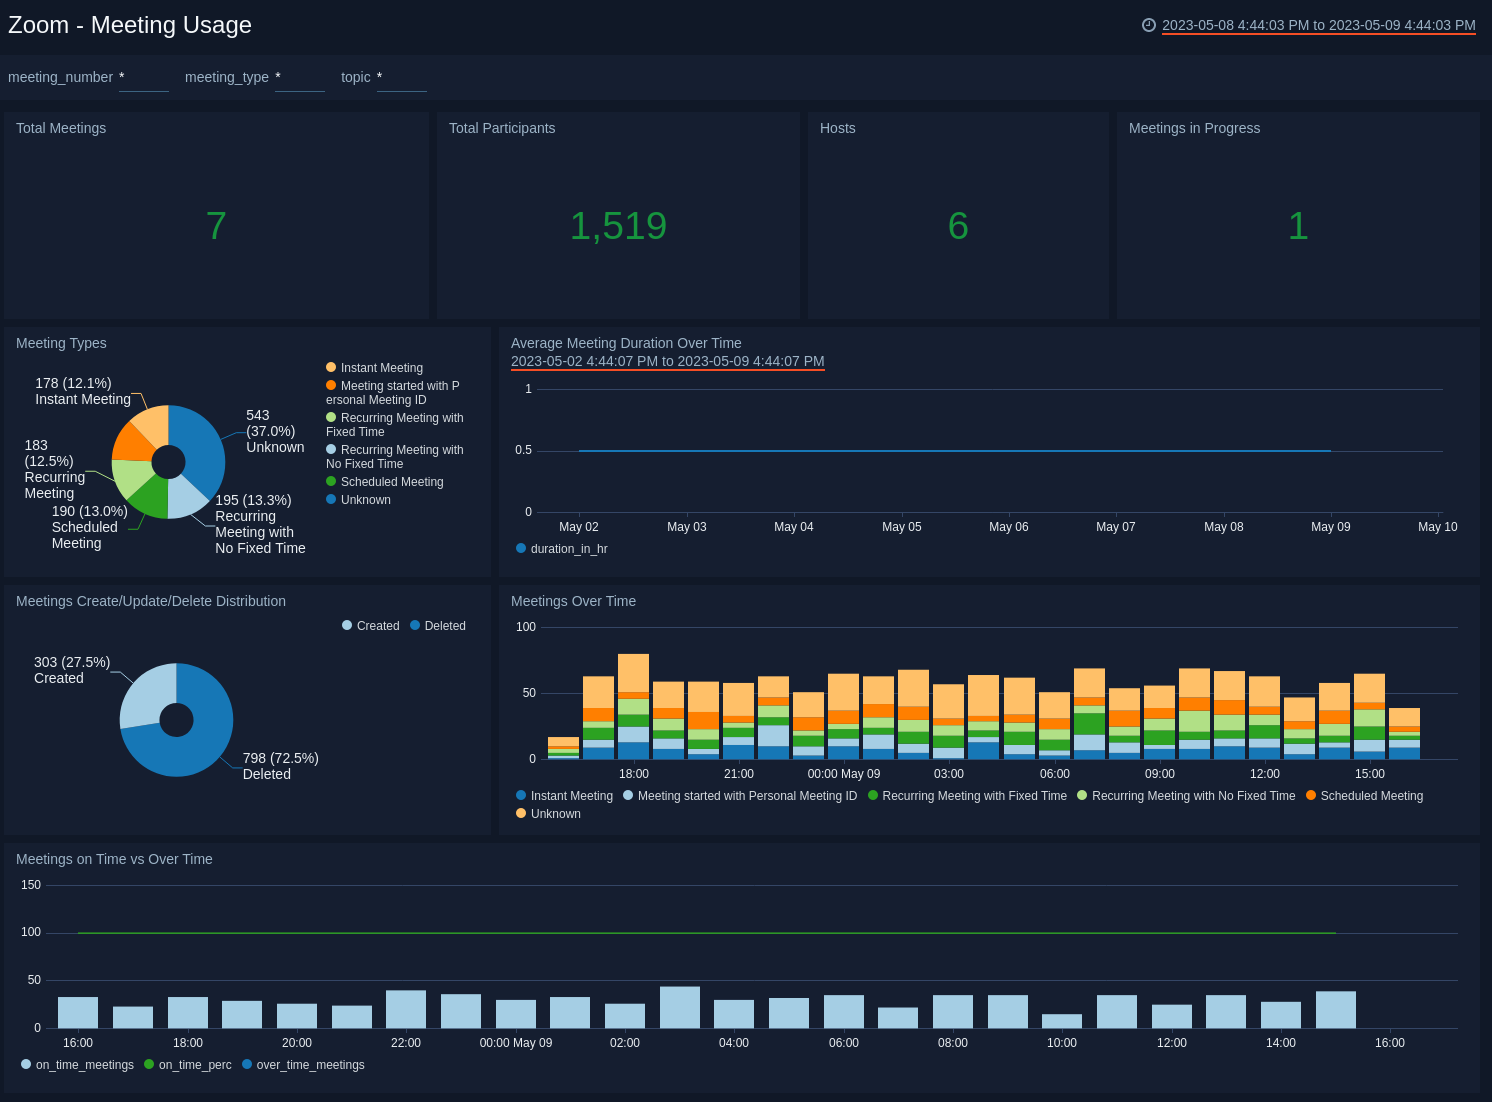 Zoom - Meeting Usage
2023-05-08 4:44:03 PM to 2023-05-09 4:44:03 PM
meeting_number *
meeting_type *
topic *
Total Meetings
7
Total Participants
1,519
Hosts
6
Meetings in Progress
1
Meeting Types
178 (12.1%)
Instant Meeting
543
(37.0%)
Unknown
183
(12.5%)
Recurring
Meeting
190 (13.0%)
Scheduled
Meeting
195 (13.3%)
Recurring
Meeting with
No Fixed Time
Instant Meeting
Meeting started with P
ersonal Meeting ID
Recurring Meeting with
Fixed Time
Recurring Meeting with
No Fixed Time
Scheduled Meeting
Unknown
Average Meeting Duration Over Time
2023-05-02 4:44:07 PM to 2023-05-09 4:44:07 PM
1
0.5
0
May 02 May 03 May 04 May 05 May 06 May 07 May 08 May 09 May 10
duration_in_hr
Meetings Create/Update/Delete Distribution
Created Deleted
303 (27.5%)
Created
798 (72.5%)
Deleted
Meetings Over Time
100
50
0
18:00 21:00 00:00 May 09 03:00 06:00 09:00 12:00 15:00
Instant Meeting Meeting started with Personal Meeting ID Recurring Meeting with Fixed Time Recurring Meeting with No Fixed Time Scheduled Meeting
Unknown
Meetings on Time vs Over Time
150
100
50
0
16:00 18:00 20:00 22:00 00:00 May 09 02:00 04:00 06:00 08:00 10:00 12:00 14:00 16:00
on_time_meetings on_time_perc over_time_meetings